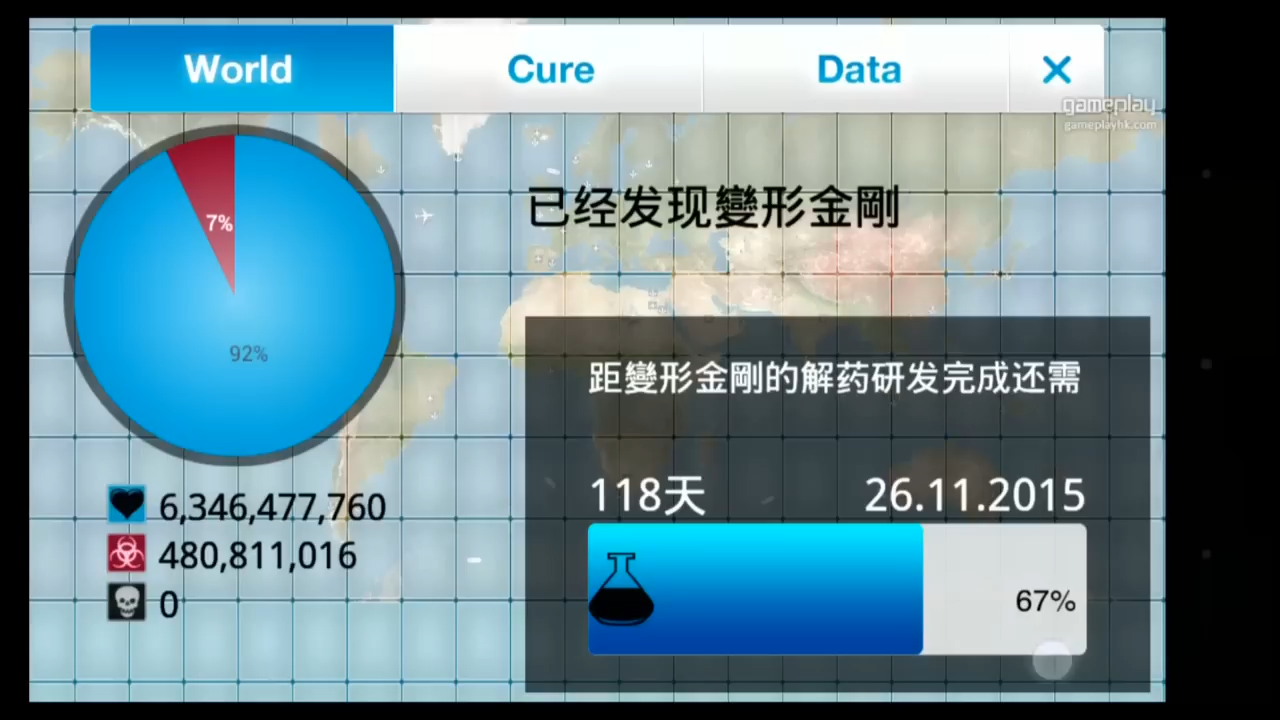 World
Cure
Data
gameplay
gameplayhk.com
7%
92%
已经发现變形金剛
距變形金剛的解药研发完成还需
118天
26.11.2015
67%
6,346,477,760
480,811,016
0